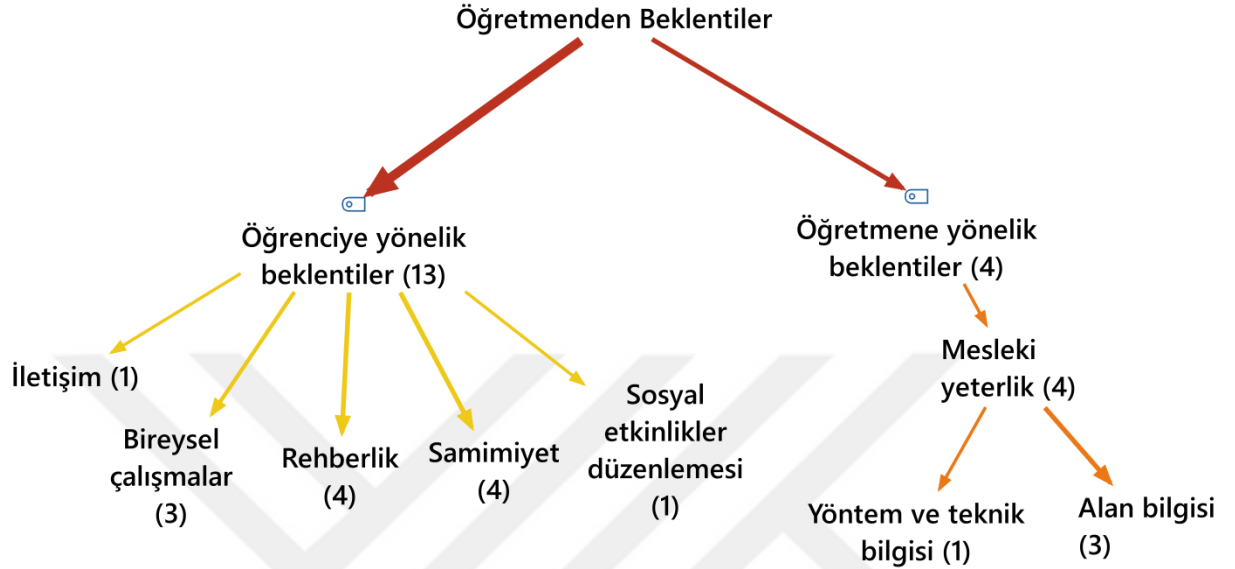 Öğretmenden Beklentiler
Öğrenciye yönelik
beklentiler (13)
Öğretmene yönelik
beklentiler (4)
İletişim (1)
Bireysel
çalışmalar
(3)
Rehberlik
(4)
Samimiyet
(4)
Sosyal
etkinlikler
düzenlemesi
(1)
Mesleki
yeterlik (4)
Yöntem ve teknik
bilgisi (1)
Alan bilgisi
(3)